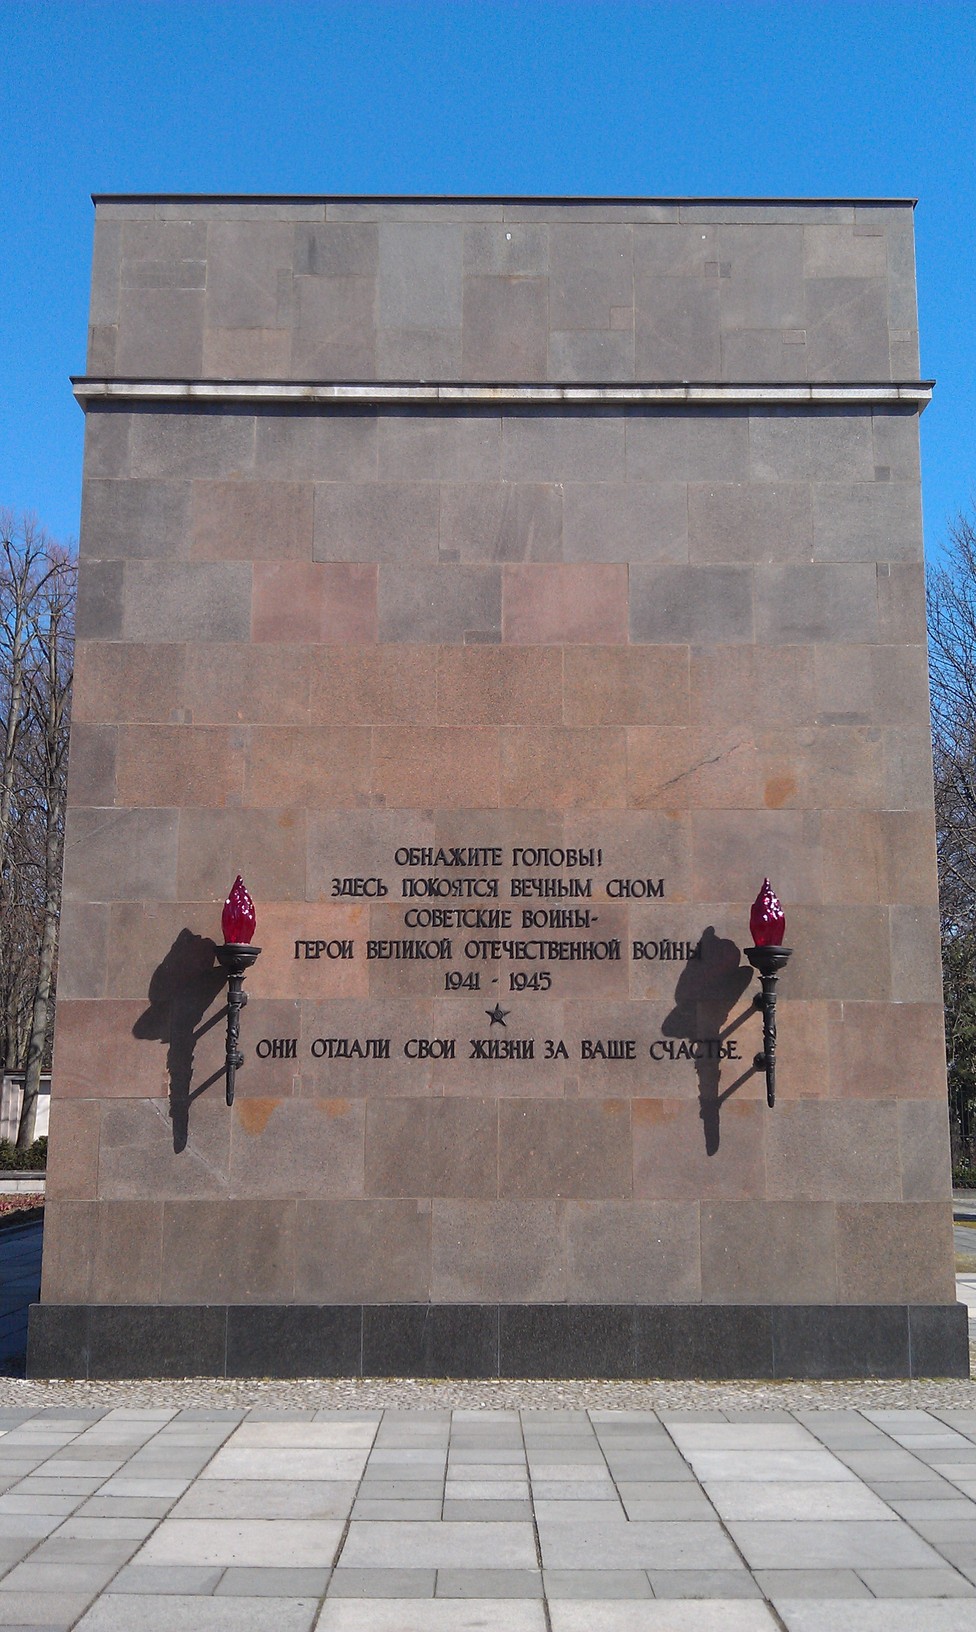 ОБНАЖИТЕ ГОЛОВЫ!
ЗДЕСЬ ПОКОЯТСЯ ВЕЧНЫМ СНОМ
СОВЕТСКИЕ ВОИНЫ-
ГЕРОИ ВЕЛИКОЙ ОТЕЧЕСТВЕННОЙ ВОЙНЫ
1941 - 1945
ОНИ ОТДАЛИ СВОИ ЖИЗНИ ЗА ВАШЕ СЧАСТЬЕ.